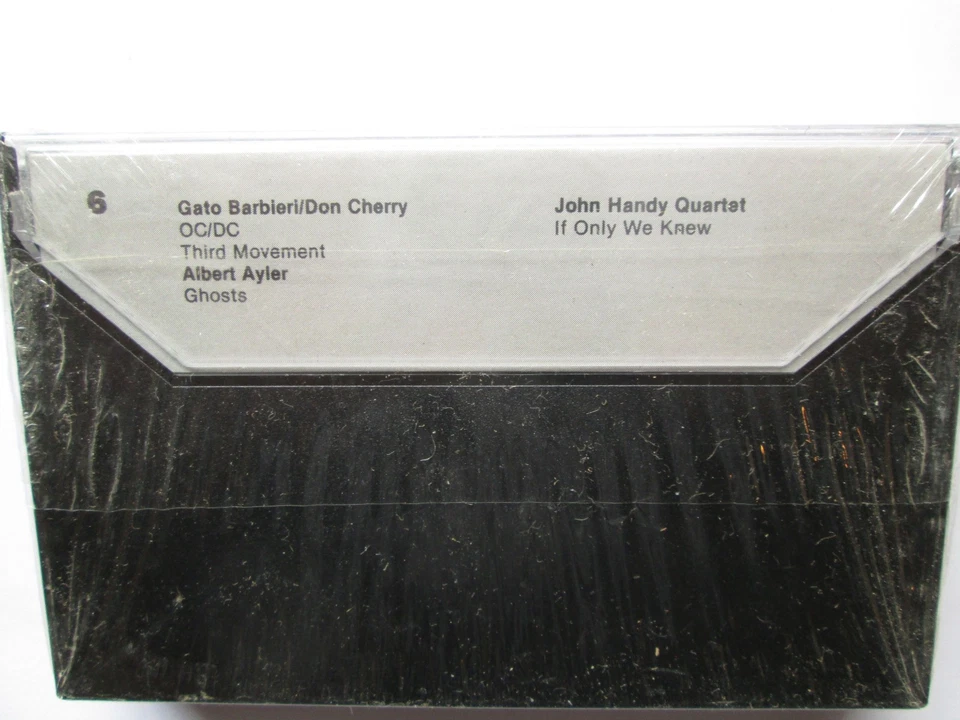 6
Gato Barbieri/Don Cherry
OC/DC
Third Movement
Albert Ayler
Ghosts
John Handy Quartet
If Only We Knew